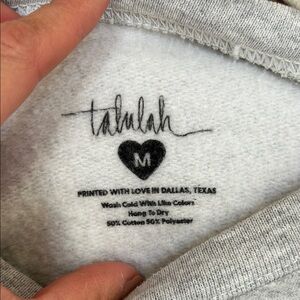 talulah
M
PRINTED WITH LOVE IN DALLAS, TEXAS
Wash Cold With Like Colors
Hang To Dry
50% Cotton 50% Polyester